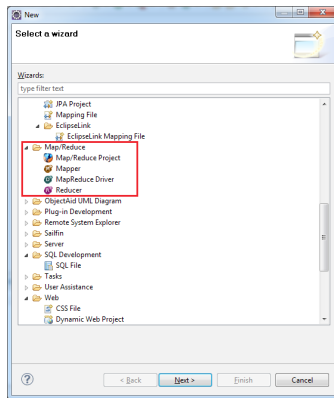 New
Select a wizard
Wizards:
type filter text
JPA Project
Mapping File
EclipseLink
EclipseLink Mapping File
Map/Reduce
Map/Reduce Project
Mapper
MapReduce Driver
Reducer
ObjectAid UML Diagram
Plug-in Development
Remote System Explorer
Sailfin
Server
SQL Development
SQL File
Tasks
User Assistance
Web
CSS File
Dynamic Web Project
< Back Next > Finish Cancel